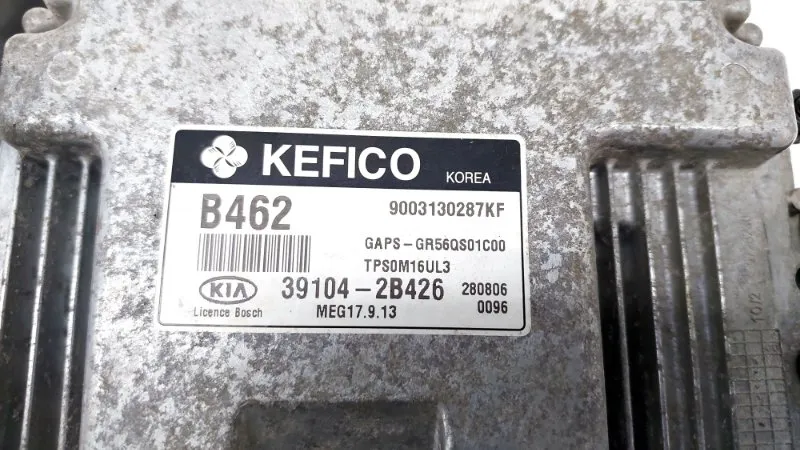 KEFICO KOREA
B462 9003130287KF
GAPS-GR56QS01C00
TPS0M16UL3
KIA 39104-2B426 280806
Licence Bosch MEG17.9.13 0096